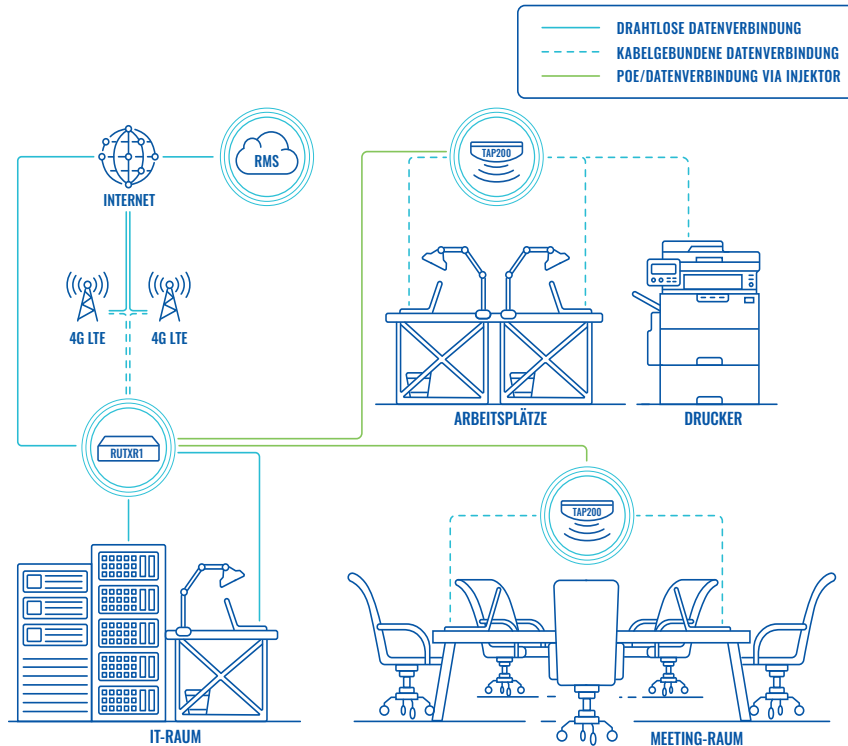 DRAHTLOSE DATENVERBINDUNG
KABELGEBUNDENE DATENVERBINDUNG
POE/DATENVERBINDUNG VIA INJEKTOR
RMS
TAP200
INTERNET
4G LTE
4G LTE
ARBEITSPLÄTZE
DRUCKER
RUTXR1
TAP200
IT-RAUM
MEETING-RAUM